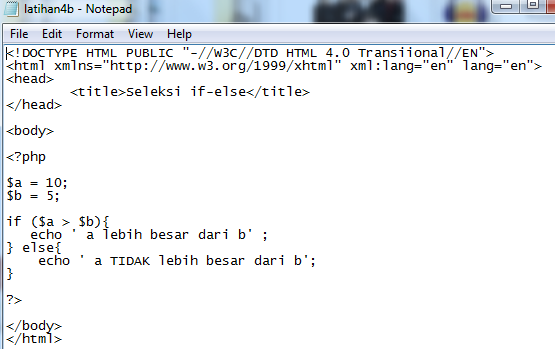 latihan4b - Notepad
File Edit Format View Help
<!DOCTYPE HTML PUBLIC "-//W3C//DTD HTML 4.0 Transiional//EN">
<html xmlns="http://www.w3.org/1999/xhtml" xml:lang="en" lang="en">
<head>
<title>Seleksi if-else</title>
</head>
<body>
<?php
$a = 10;
$b = 5;
if ($a > $b){
echo ' a lebih besar dari b' ;
} else{
echo ' a TIDAK lebih besar dari b';
}
?>
</body>
</html>